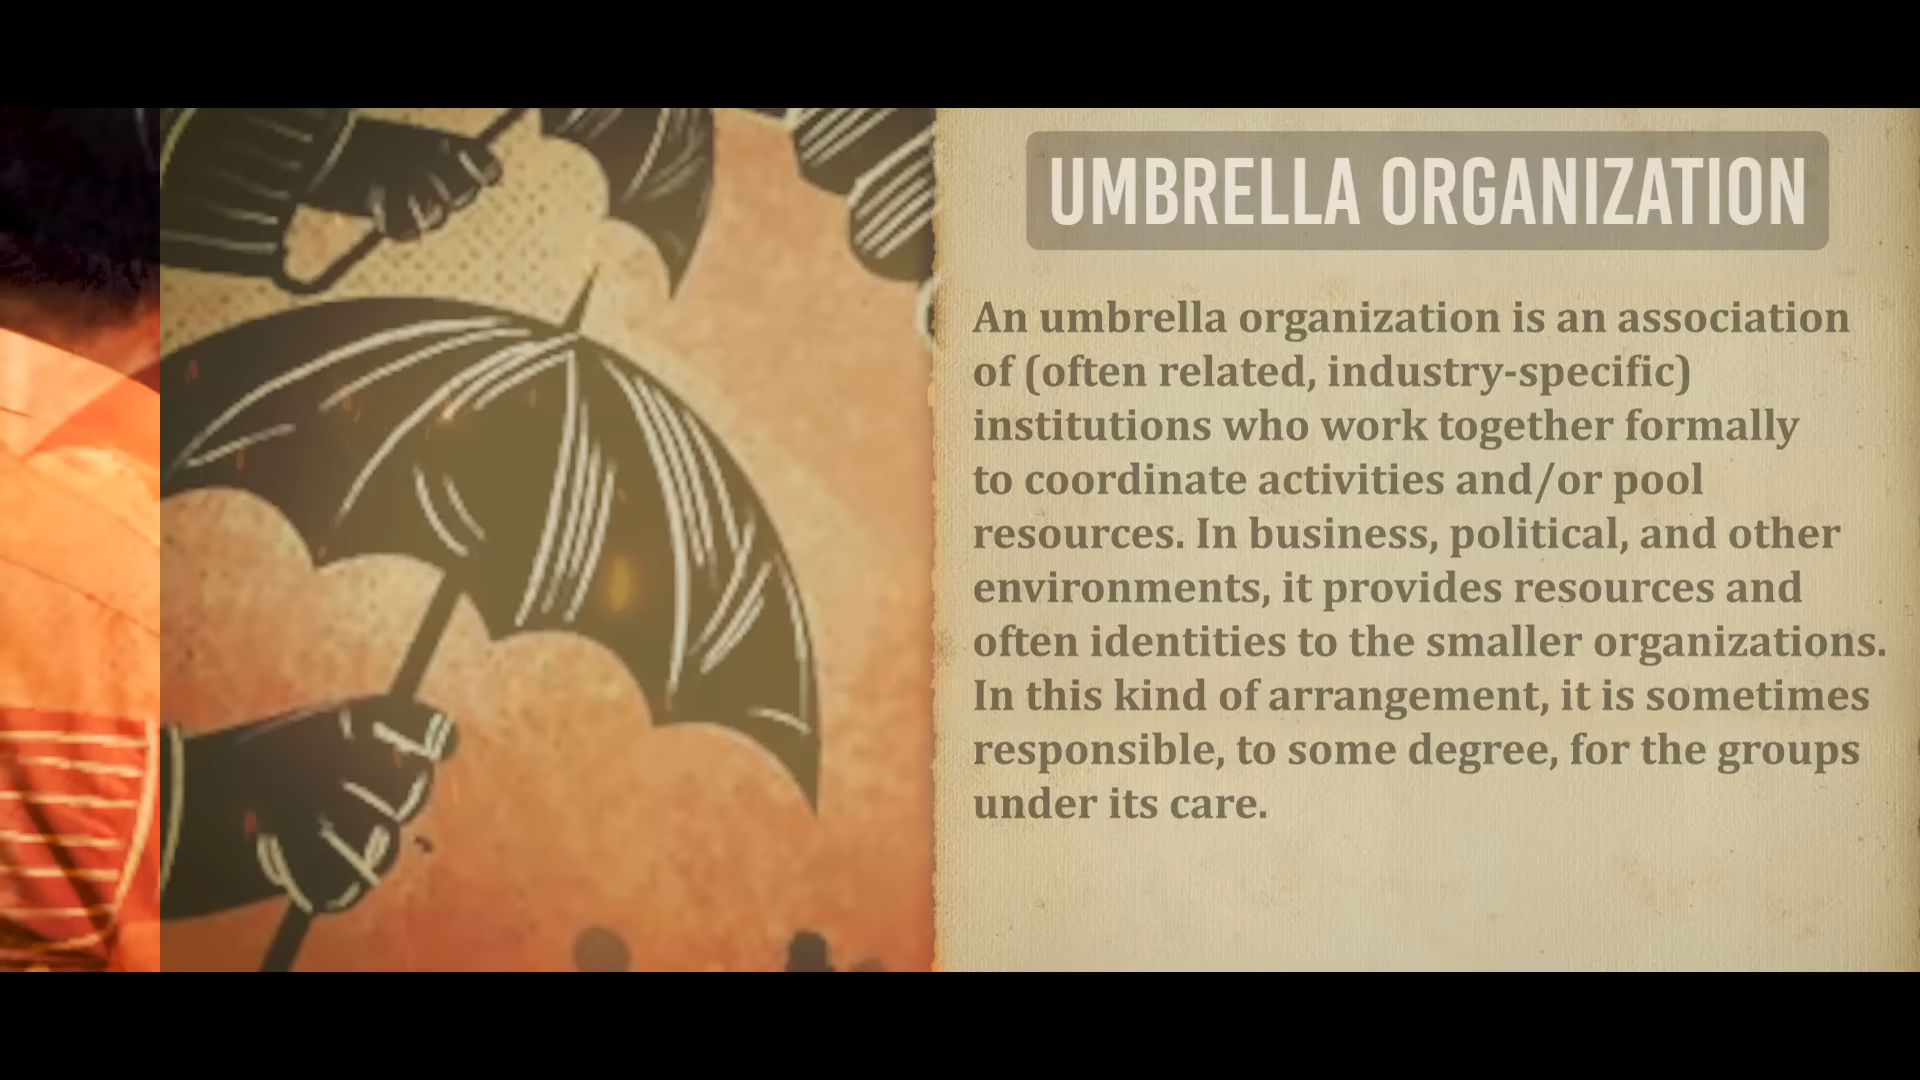 UMBRELLA ORGANIZATION
An umbrella organization is an association
of (often related, industry-specific)
institutions who work together formally
to coordinate activities and/or pool
resources. In business, political, and other
environments, it provides resources and
often identities to the smaller organizations.
In this kind of arrangement, it is sometimes
responsible, to some degree, for the groups
under its care.